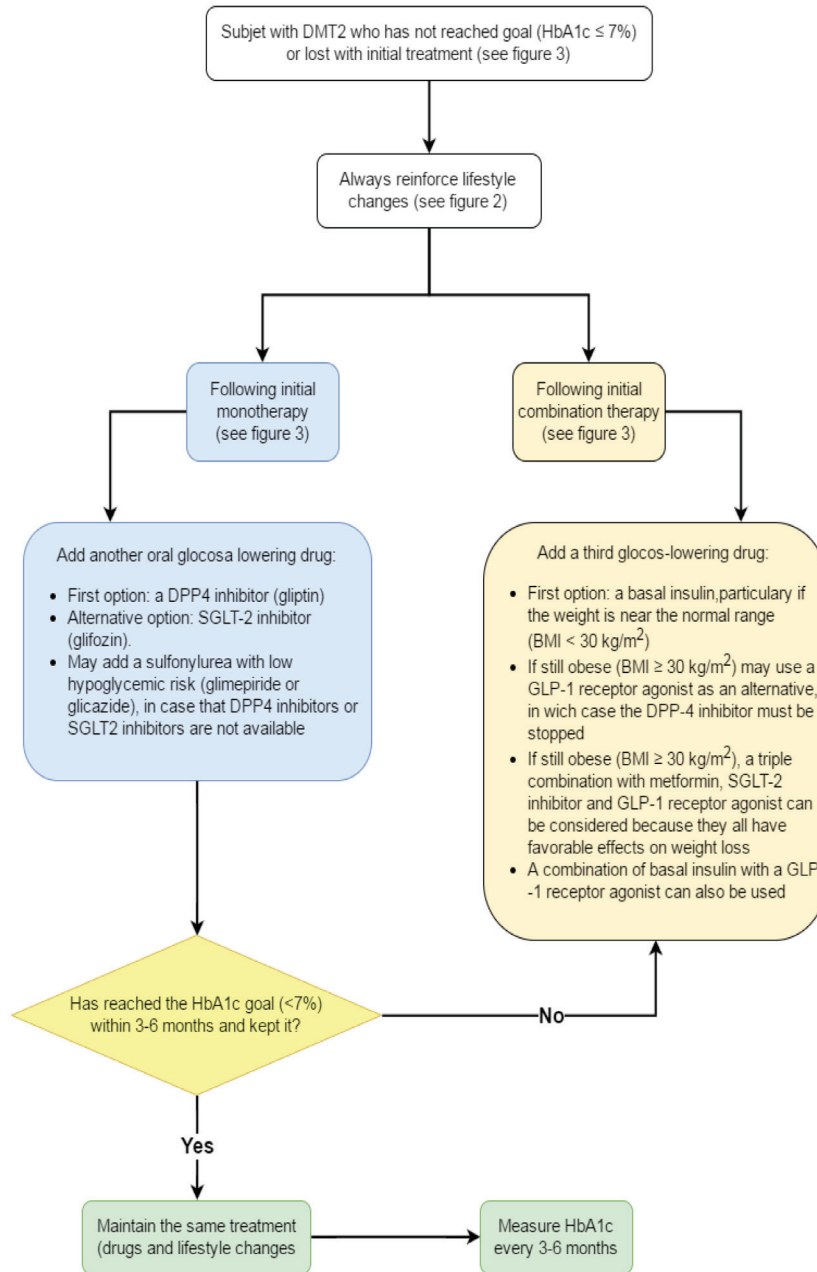 Subjet with DMT2 who has not reached goal (HbA1c ≤ 7%)
or lost with initial treatment (see figure 3)
Always reinforce lifestyle
changes (see figure 2)
Following initial
monotherapy
(see figure 3)
Following initial
combination therapy
(see figure 3)
Add another oral glocosa lowering drug:
• First option: a DPP4 inhibitor (gliptin)
• Alternative option: SGLT-2 inhibitor
(glifozin).
• May add a sulfonylurea with low
hypoglycemic risk (glimepiride or
glicazide), in case that DPP4 inhibitors or
SGLT2 inhibitors are not available
Add a third glocos-lowering drug:
• First option: a basal insulin,particulary if
the weight is near the normal range
(BMI < 30 kg/m²)
• If still obese (BMI ≥ 30 kg/m²) may use a
GLP-1 receptor agonist as an alternative,
in wich case the DPP-4 inhibitor must be
stopped
• If still obese (BMI ≥ 30 kg/m²), a triple
combination with metformin, SGLT-2
inhibitor and GLP-1 receptor agonist can
be considered because they all have
favorable effects on weight loss
• A combination of basal insulin with a GLP
-1 receptor agonist can also be used
Has reached the HbA1c goal (<7%)
within 3-6 months and kept it?
No
Yes
Maintain the same treatment
(drugs and lifestyle changes
Measure HbA1c
every 3-6 months